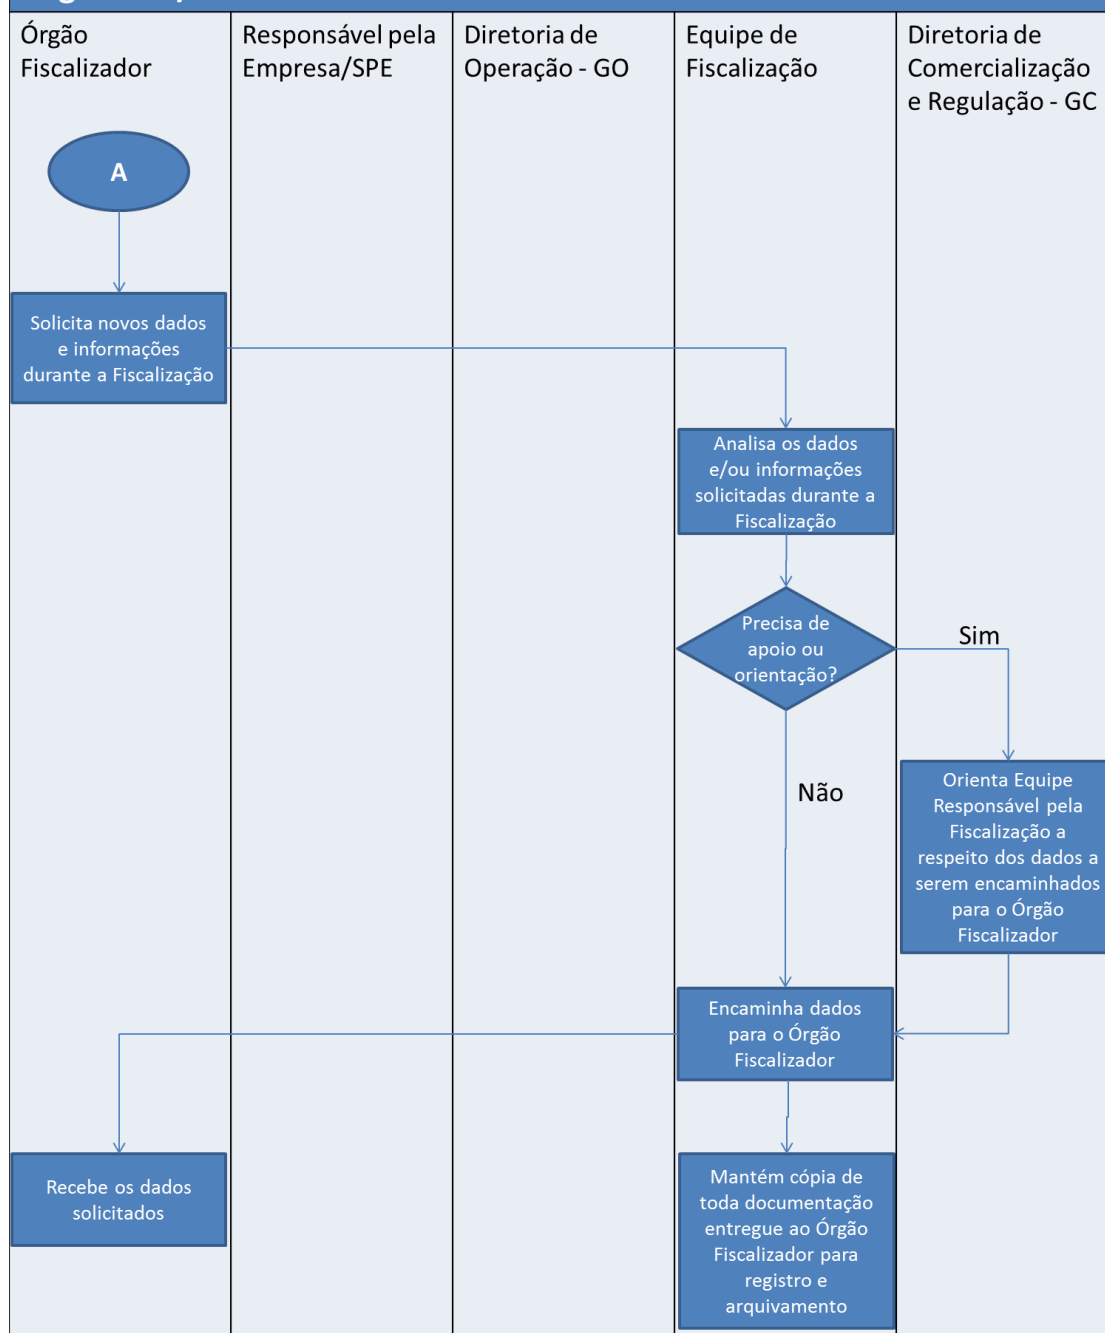 Órgão
Fiscalizador
Responsável pela
Empresa/SPE
Diretoria de
Operação - GO
Equipe de
Fiscalização
Diretoria de
Comercialização
e Regulação - GC
A
Solicita novos dados
e informações
durante a Fiscalização
Analisa os dados
e/ou informações
solicitadas durante a
Fiscalização
Precisa de
apoio ou
orientação?
Sim
Não
Orienta Equipe
Responsável pela
Fiscalização a
respeito dos dados a
serem encaminhados
para o Órgão
Fiscalizador
Encaminha dados
para o Órgão
Fiscalizador
Recebe os dados
solicitados
Mantém cópia de
toda documentação
entregue ao Órgão
Fiscalizador para
registro e
arquivamento